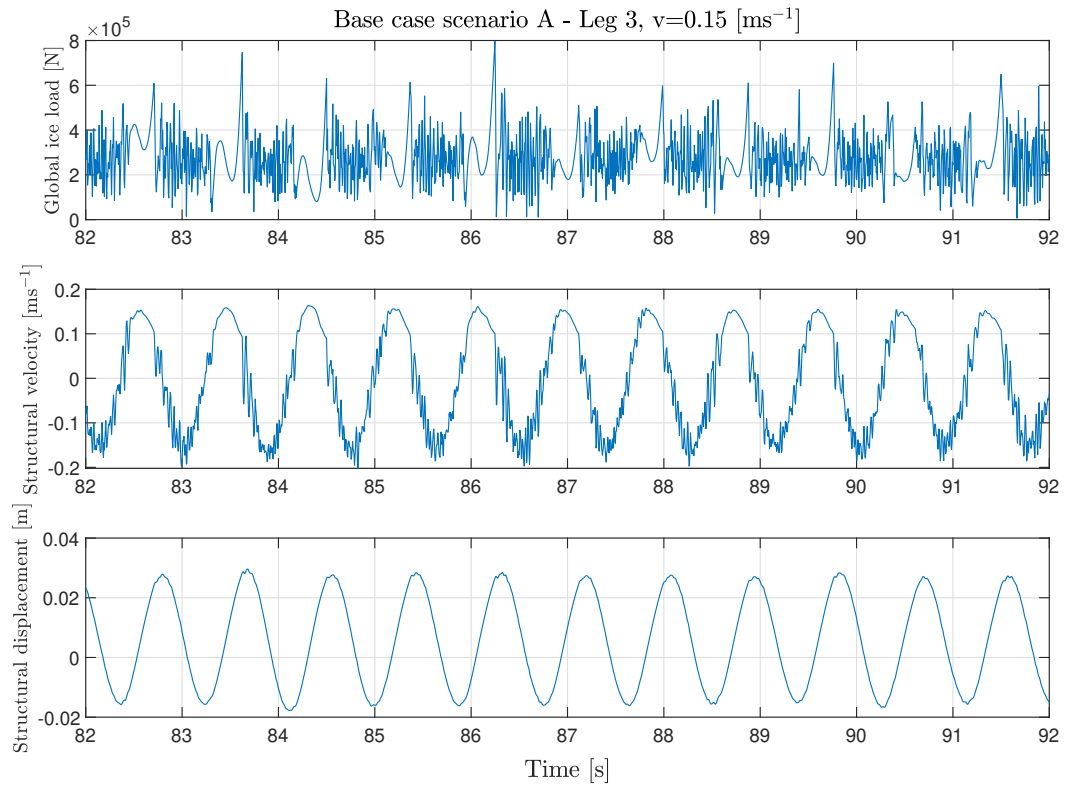 Base case scenario A - Leg 3, v=0.15 [ms⁻¹]
×10⁵
Global ice load [N]
8
6
4
2
0
82 83 84 85 86 87 88 89 90 91 92
Structural velocity [ms⁻¹]
0.2
0.1
0
-0.1
-0.2
82 83 84 85 86 87 88 89 90 91 92
Structural displacement [m]
0.04
0.02
0
-0.02
82 83 84 85 86 87 88 89 90 91 92
Time [s]